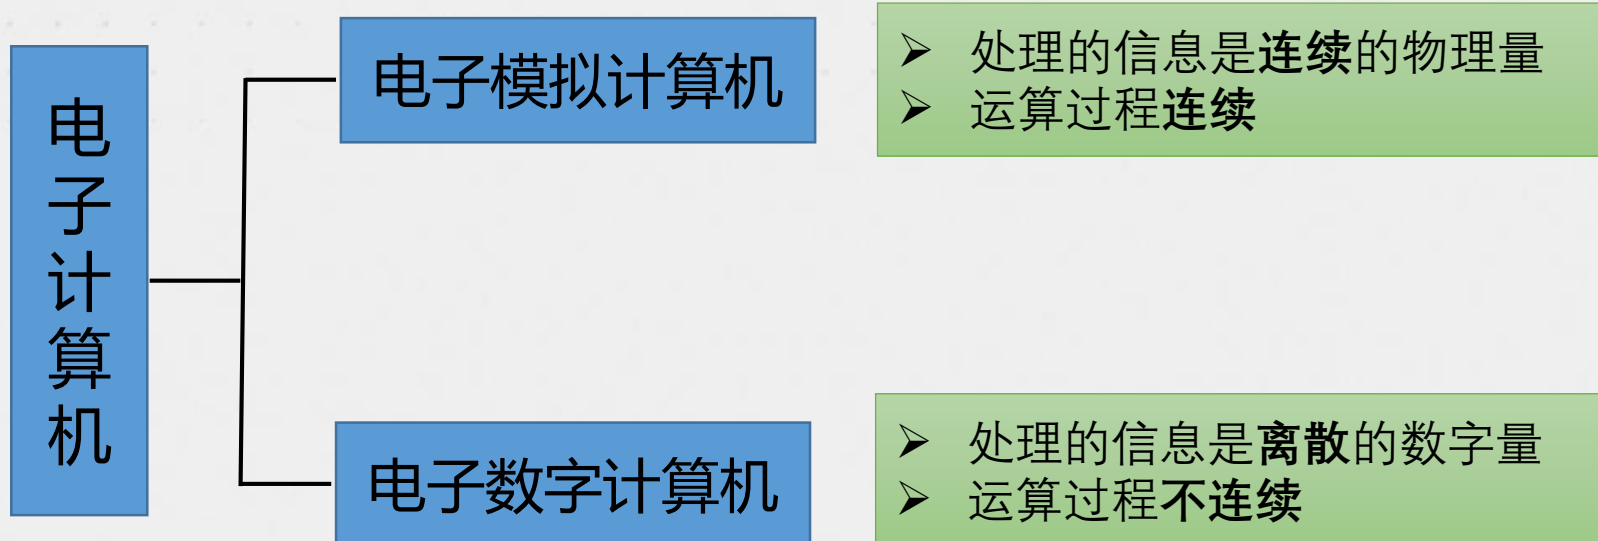 电子计算机
电子模拟计算机
➢ 处理的信息是连续的物理量
➢ 运算过程连续
电子数字计算机
➢ 处理的信息是离散的数字量
➢ 运算过程不连续